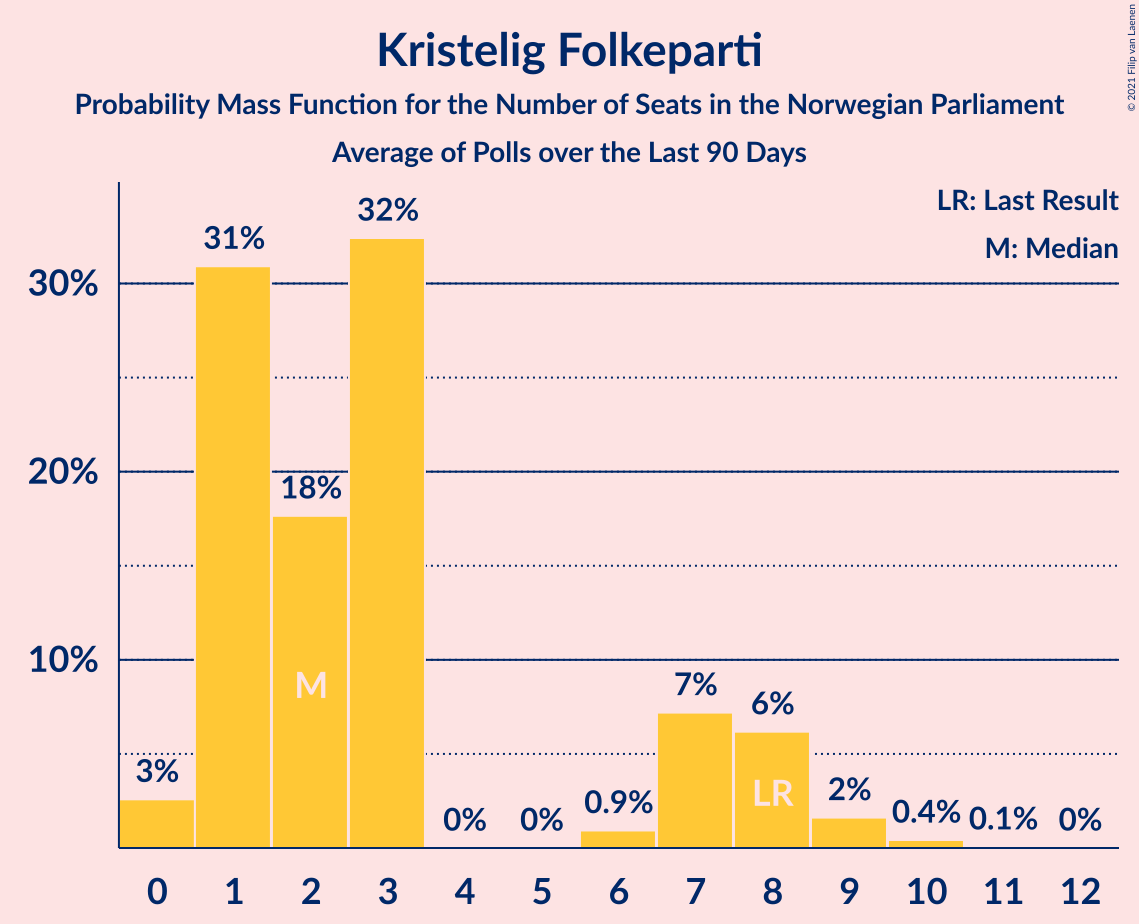 Kristelig Folkeparti
Probability Mass Function for the Number of Seats in the Norwegian Parliament
Average of Polls over the Last 90 Days
© 2021 Filip van Laenen
LR: Last Result
M: Median
30%
20%
10%
3%
31%
18%
32%
0%
0%
0.9%
7%
6%
2%
0.4%
0.1%
0%
M
LR
0 1 2 3 4 5 6 7 8 9 10 11 12